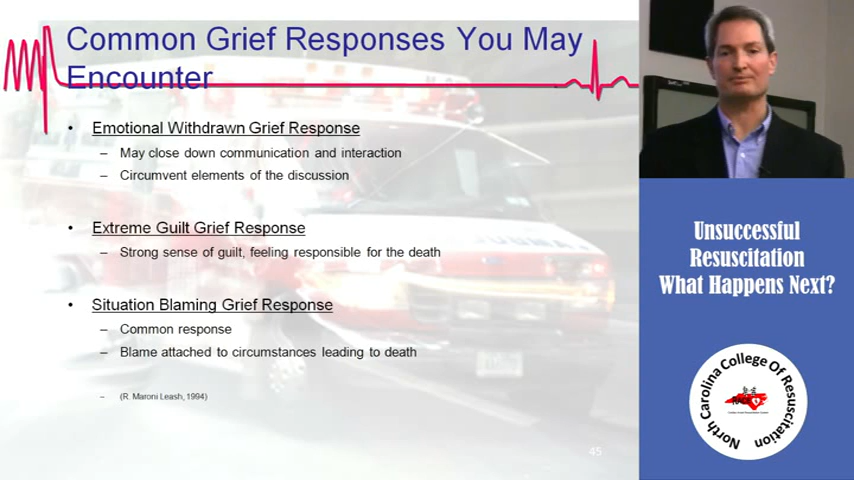 Common Grief Responses You May
Encounter
• Emotional Withdrawn Grief Response
– May close down communication and interaction
– Circumvent elements of the discussion
• Extreme Guilt Grief Response
– Strong sense of guilt, feeling responsible for the death
• Situation Blaming Grief Response
– Common response
– Blame attached to circumstances leading to death
– (R. Maroni Leash, 1994)
45
Unsuccessful
Resuscitation
What Happens Next?
North Carolina College Of Resuscitation